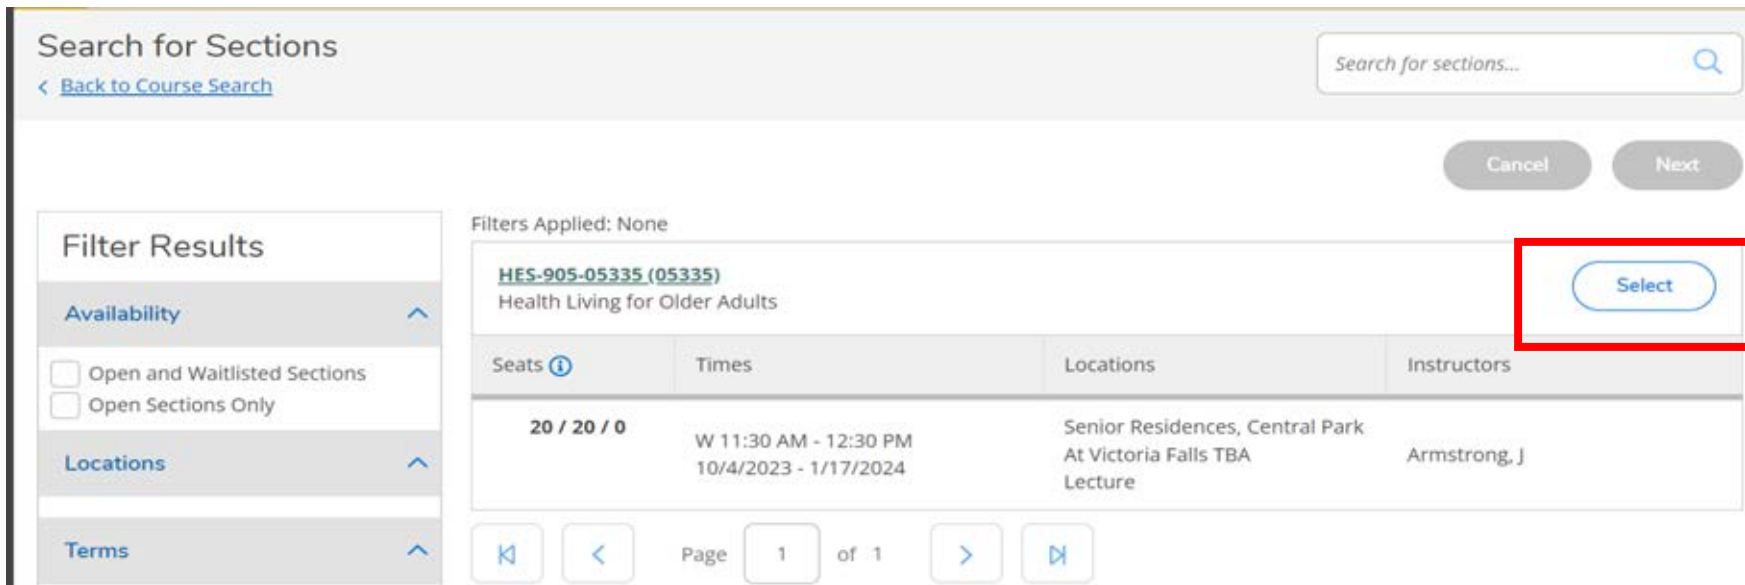 Search for Sections
Back to Course Search
Search for sections...
Cancel
Next
Filter Results
Availability
Open and Waitlisted Sections
Open Sections Only
Locations
Terms
Filters Applied: None
HES-905-05335 (05335)
Health Living for Older Adults
Select
Seats
Times
Locations
Instructors
20 / 20 / 0
W 11:30 AM - 12:30 PM
10/4/2023 - 1/17/2024
Senior Residences, Central Park
At Victoria Falls TBA
Lecture
Armstrong, J
Page 1 of 1